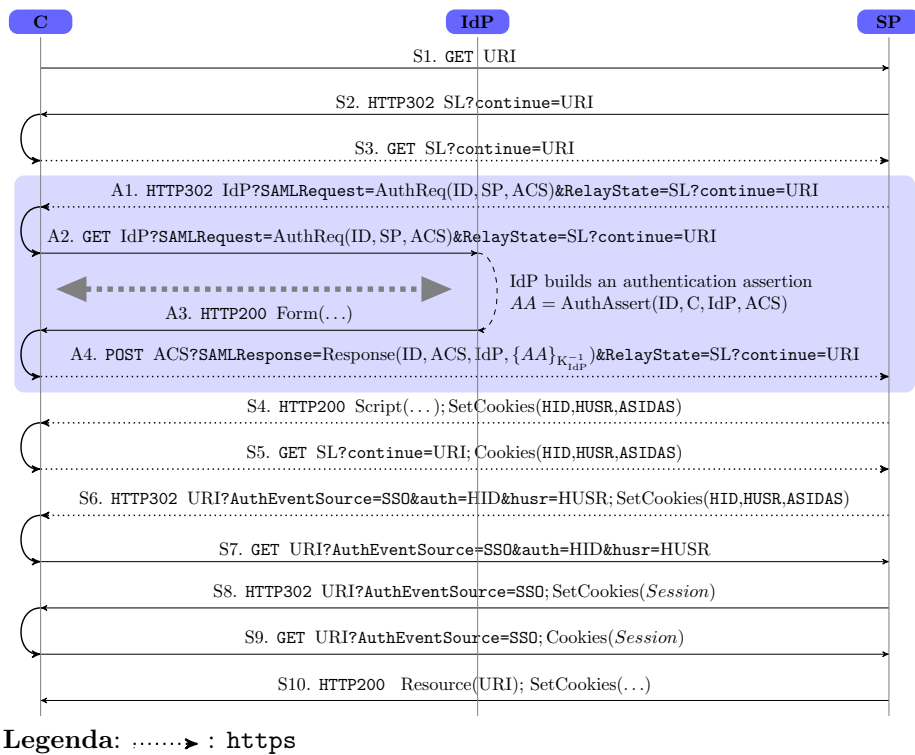 C IdP SP
S1. GET URI
S2. HTTP302 SL?continue=URI
S3. GET SL?continue=URI
A1. HTTP302 IdP?SAMLRequest=AuthReq(ID, SP, ACS)&RelayState=SL?continue=URI
A2. GET IdP?SAMLRequest=AuthReq(ID, SP, ACS)&RelayState=SL?continue=URI
IdP builds an authentication assertion
AA = AuthAssert(ID, C, IdP, ACS)
A3. HTTP200 Form(...)
A4. POST ACS?SAMLResponse=Response(ID, ACS, IdP, {AA}_{K_{IdP}^{-1}})&RelayState=SL?continue=URI
S4. HTTP200 Script(...); SetCookies(HID,HUSR,ASIDAS)
S5. GET SL?continue=URI; Cookies(HID,HUSR,ASIDAS)
S6. HTTP302 URI?AuthEventSource=SSO&auth=HID&husr=HUSR; SetCookies(HID,HUSR,ASIDAS)
S7. GET URI?AuthEventSource=SSO&auth=HID&husr=HUSR
S8. HTTP302 URI?AuthEventSource=SSO; SetCookies(Session)
S9. GET URI?AuthEventSource=SSO; Cookies(Session)
S10. HTTP200 Resource(URI); SetCookies(...)
Legenda: : https